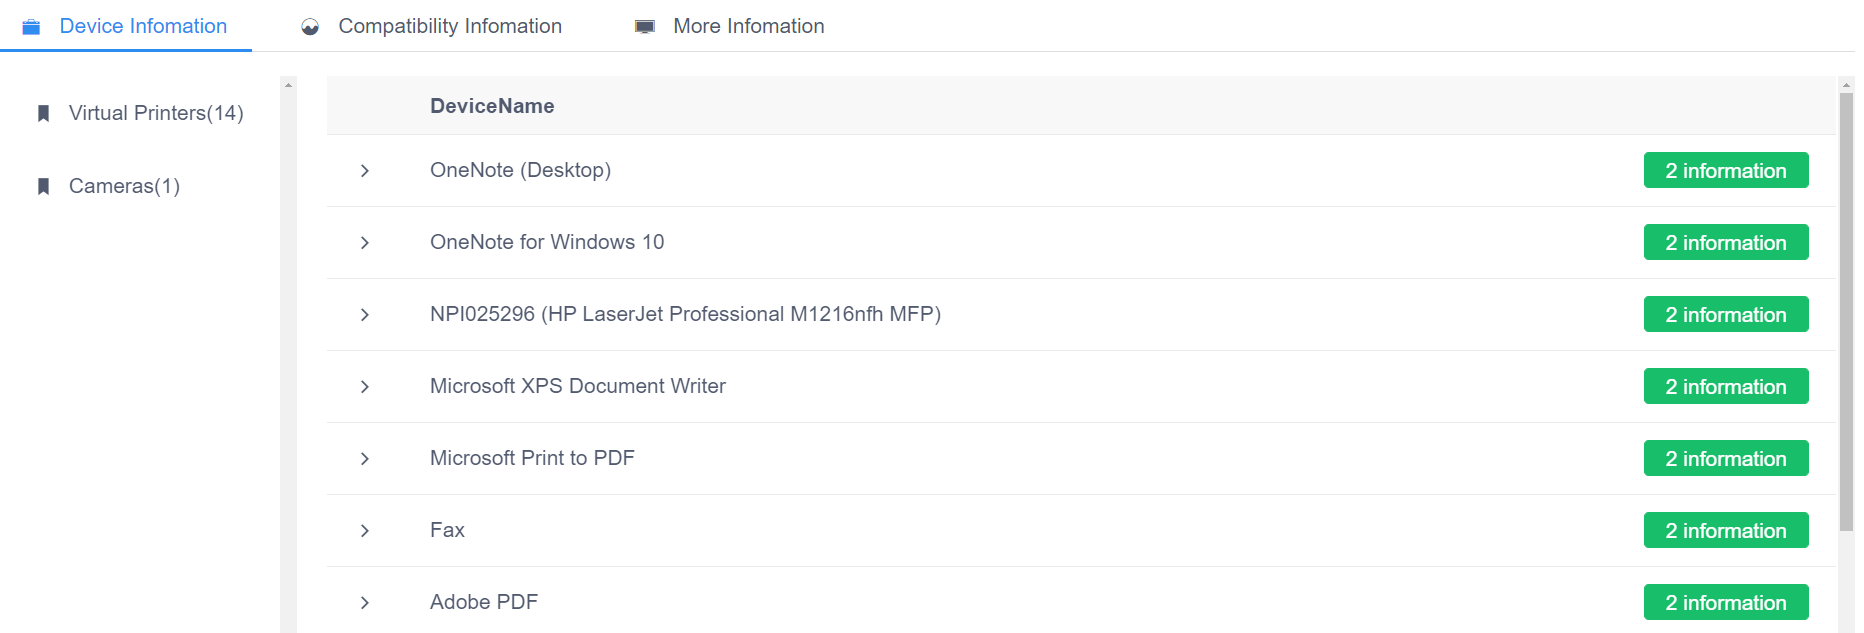 Device Infomation
Compatibility Infomation
More Infomation
Virtual Printers(14)
Cameras(1)
DeviceName
OneNote (Desktop) 2 information
OneNote for Windows 10 2 information
NPI025296 (HP LaserJet Professional M1216nfh MFP) 2 information
Microsoft XPS Document Writer 2 information
Microsoft Print to PDF 2 information
Fax 2 information
Adobe PDF 2 information